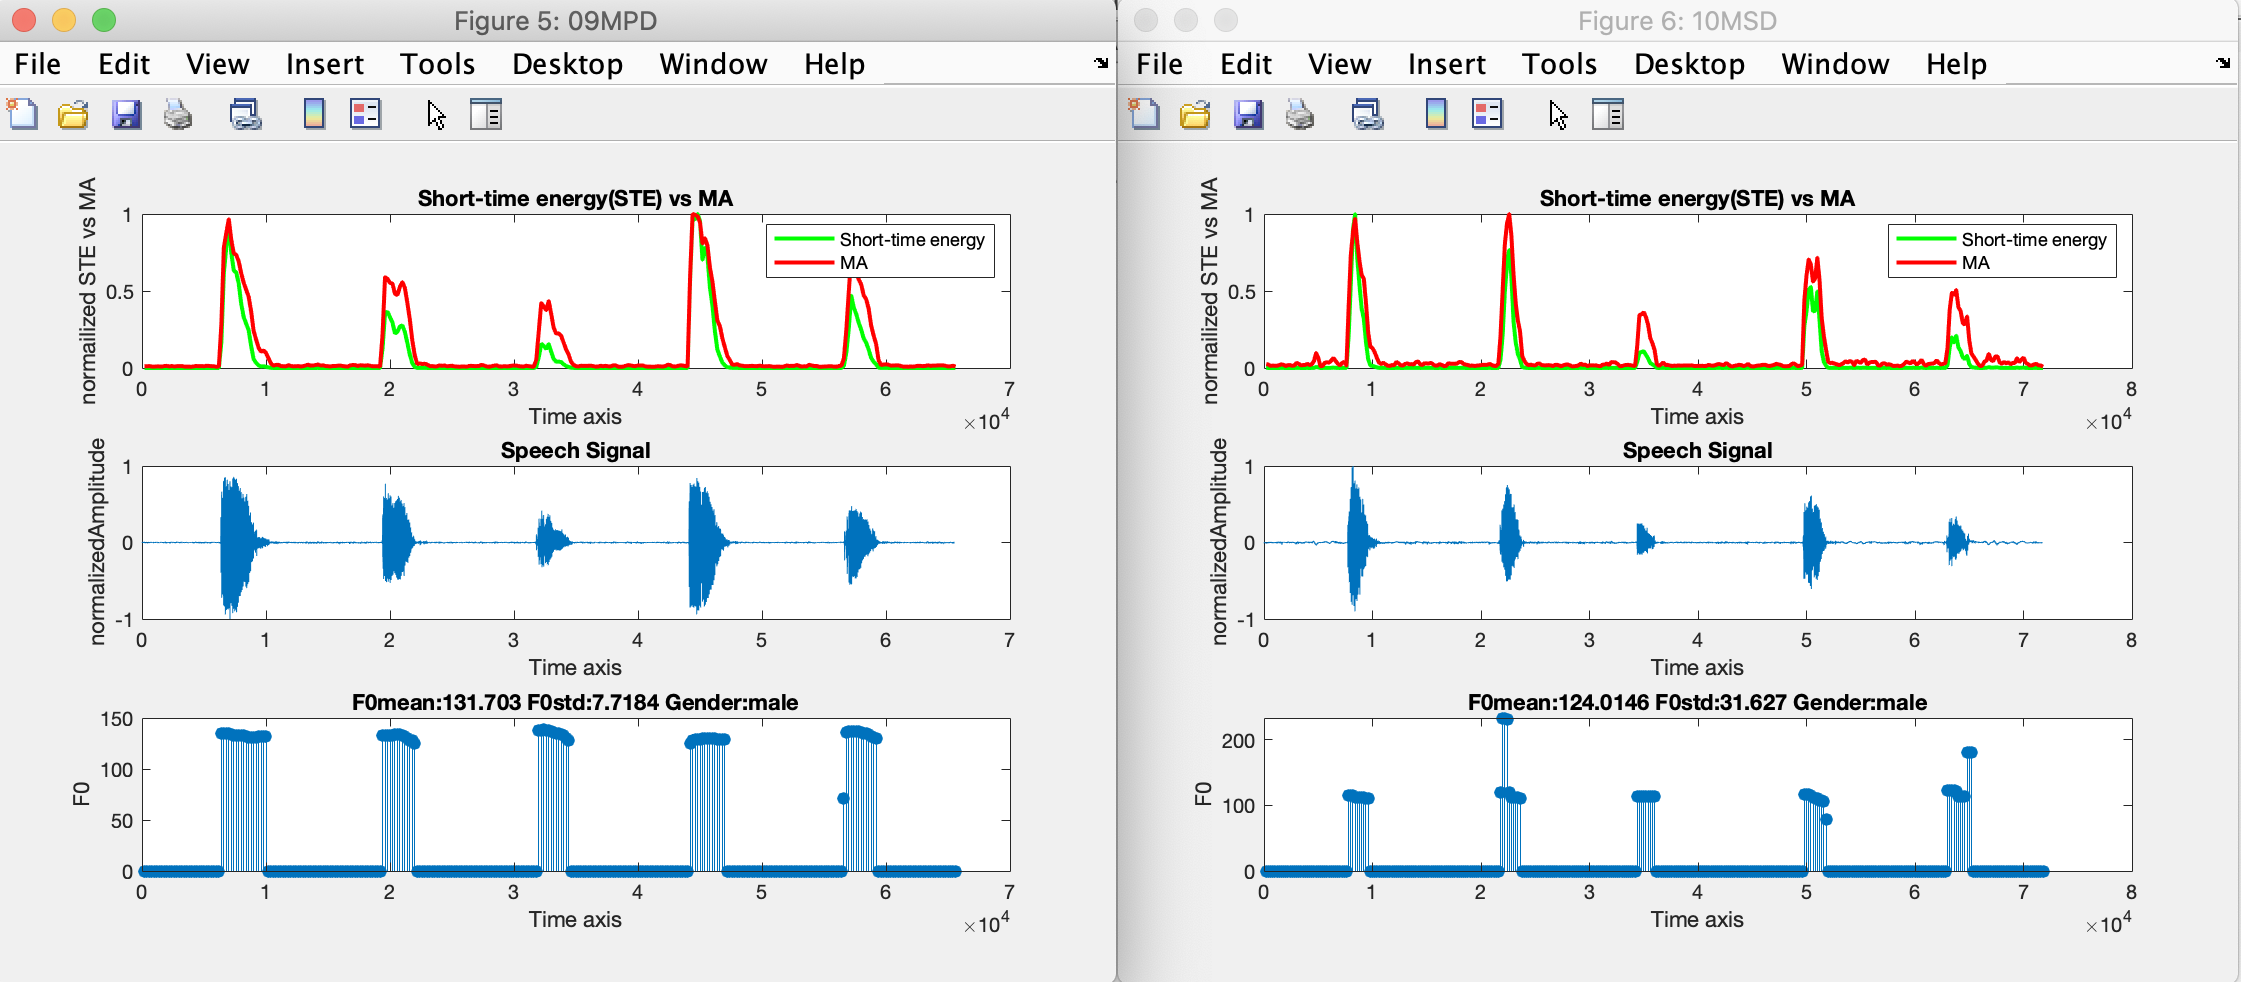 Figure 5: 09MPD
File Edit View Insert Tools Desktop Window Help
Short-time energy(STE) vs MA
normailized STE vs MA
1
0.5
0
Short-time energy
MA
0 1 2 3 4 5 6 7
Time axis
×10^4
Speech Signal
normalizedAmplitude
1
0
-1
0 1 2 3 4 5 6 7
Time axis
F0mean:131.703 F0std:7.7184 Gender:male
F0
150
100
50
0
0 1 2 3 4 5 6 7
Time axis
×10^4
Figure 6: 10MSD
File Edit View Insert Tools Desktop Window Help
Short-time energy(STE) vs MA
normailized STE vs MA
1
0.5
0
Short-time energy
MA
0 1 2 3 4 5 6 7 8
Time axis
×10^4
Speech Signal
normalizedAmplitude
1
0
-1
0 1 2 3 4 5 6 7 8
Time axis
F0mean:124.0146 F0std:31.627 Gender:male
F0
200
100
0
0 1 2 3 4 5 6 7 8
Time axis
×10^4